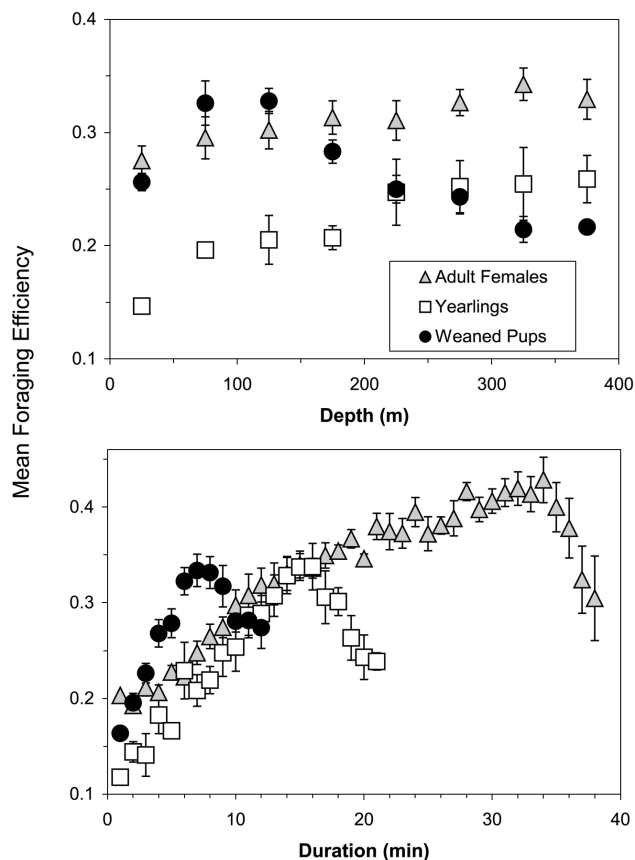 Mean Foraging Efficiency
0.4
0.3
0.2
0.1
0 100 200 300 400
Depth (m)
Adult Females
Yearlings
Weaned Pups
0.4
0.3
0.2
0.1
0 10 20 30 40
Duration (min)